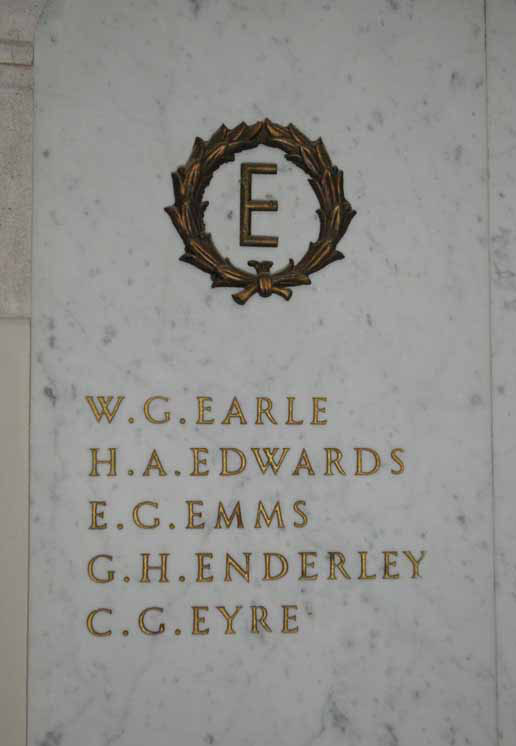 E
W. G. EARLE
H. A. EDWARDS
E. G. EMMS
G. H. ENDERLEY
C. G. EYRE